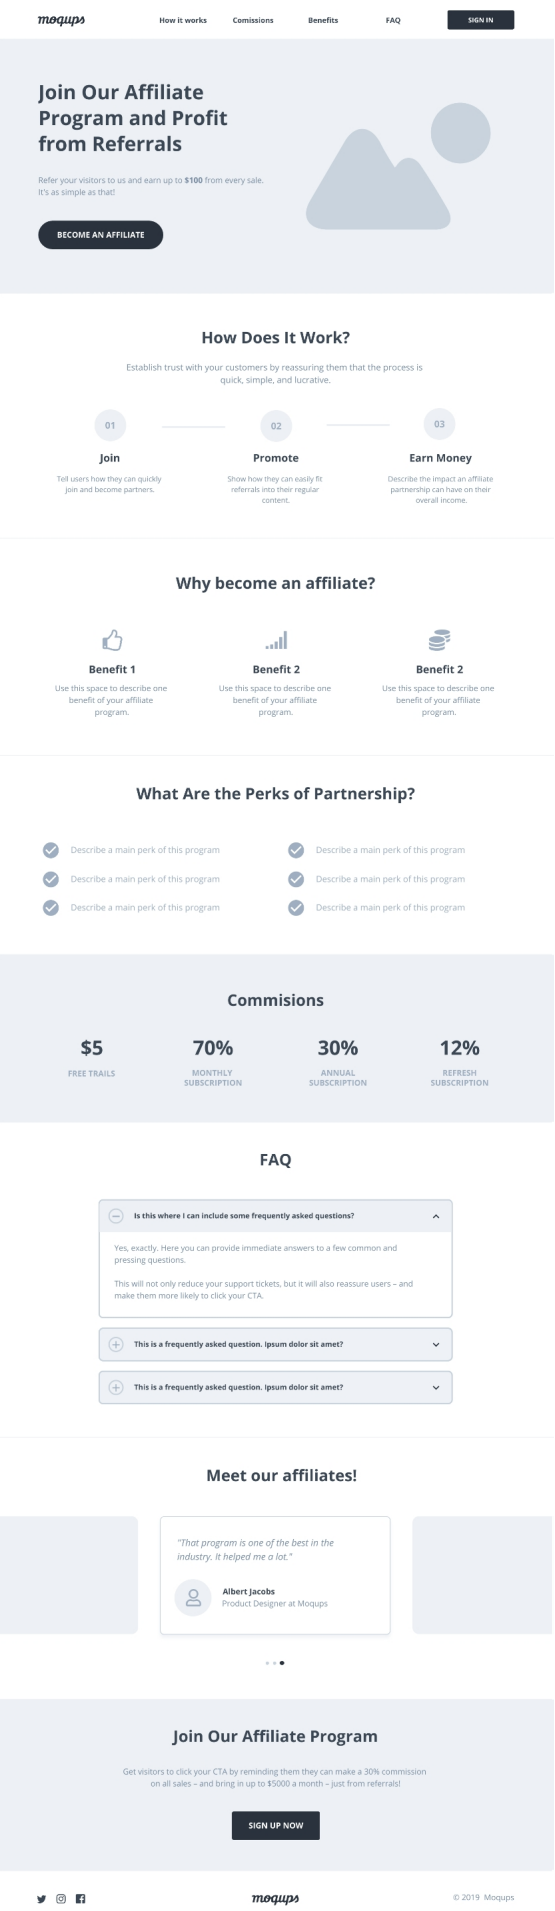 moqups
How it works
Comissions
Benefits
FAQ
SIGN IN
Join Our Affiliate
Program and Profit
from Referrals
Refer your visitors to us and earn up to $100 from every sale.
It's as simple as that!
BECOME AN AFFILIATE
How Does It Work?
Establish trust with your customers by reassuring them that the process is
quick, simple, and lucrative.
01
02
03
Join
Promote
Earn Money
Tell users how they can quickly
join and become partners.
Show how they can easily fit
referrals into their regular
content.
Describe the impact an affiliate
partnership can have on their
overall income.
Why become an affiliate?
Benefit 1
Benefit 2
Benefit 2
Use this space to describe one
benefit of your affiliate
program.
Use this space to describe one
benefit of your affiliate
program.
Use this space to describe one
benefit of your affiliate
program.
What Are the Perks of Partnership?
Describe a main perk of this program
Describe a main perk of this program
Describe a main perk of this program
Describe a main perk of this program
Describe a main perk of this program
Describe a main perk of this program
Commisions
$5
70%
30%
12%
FREE TRAILS
MONTHLY
SUBSCRIPTION
ANNUAL
SUBSCRIPTION
REFRESH
SUBSCRIPTION
FAQ
Is this where I can include some frequently asked questions?
Yes, exactly. Here you can provide immediate answers to a few common and
pressing questions.
This will not only reduce your support tickets, but it will also reassure users – and
make them more likely to click your CTA.
This is a frequently asked question. Ipsum dolor sit amet?
This is a frequently asked question. Ipsum dolor sit amet?
Meet our affiliates!
"That program is one of the best in the
industry. It helped me a lot."
Albert Jacobs
Product Designer at Moqups
Join Our Affiliate Program
Get visitors to click your CTA by reminding them they can make a 30% commission
on all sales – and bring in up to $5000 a month – just from referrals!
SIGN UP NOW
moqups
© 2019 Moqups